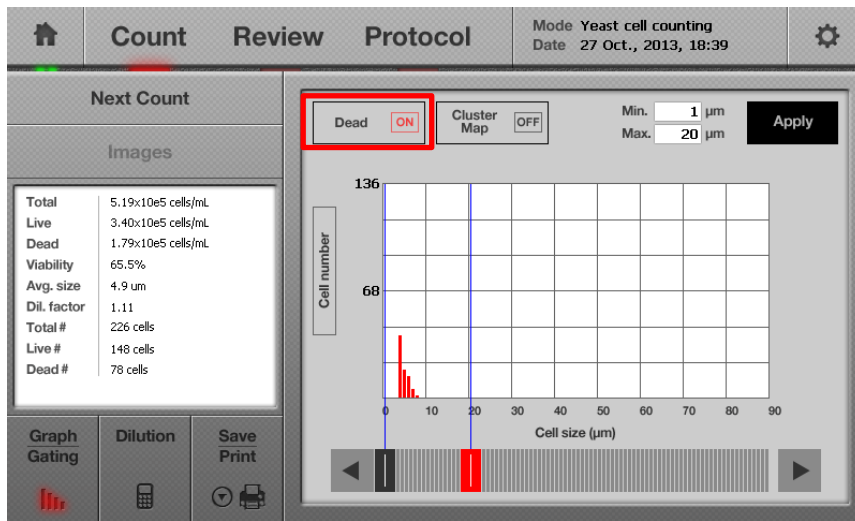 Count Review Protocol
Mode Yeast cell counting
Date 27 Oct., 2013, 18:39
Next Count
Images
Total 5.19x10e5 cells/mL
Live 3.40x10e5 cells/mL
Dead 1.79x10e5 cells/mL
Viability 65.5%
Avg. size 4.9 um
Dil. factor 1.11
Total # 226 cells
Live # 148 cells
Dead # 78 cells
Graph Gating
Dilution
Save Print
Dead ON
Cluster Map OFF
Min. 1 µm
Max. 20 µm
Apply
136
68
Cell number
0 10 20 30 40 50 60 70 80 90
Cell size (µm)